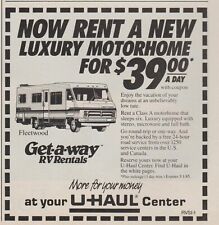 NOW RENT A NEW
LUXURY MOTORHOME
FOR $39.00
A DAY
with coupon
Enjoy the vacation of your
dreams at an unbelievably
low rate.
Rent a Class A motorhome that
sleeps six, fully equipped with
stereo, microwave and full bath.
Go round-trip or one-way. And
you're backed by a free 24-hour
road service from over 1250
service centers in the U.S.
and Canada.
Reserve yours now at your
U-Haul Center. Find U-Haul in
the white pages.
Fleetwood
Get-a-way
RV Rentals
More for your money
at your U-HAUL Center